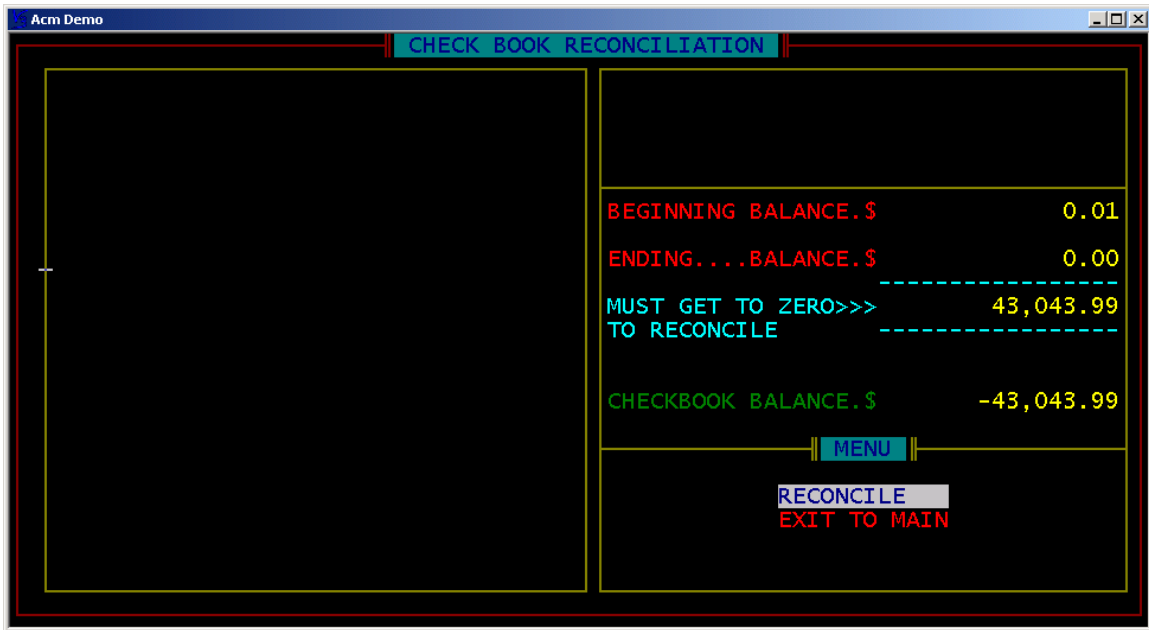 Acm Demo
CHECK BOOK RECONCILIATION
BEGINNING BALANCE.$ 0.01
ENDING....BALANCE.$ 0.00
-----------------
MUST GET TO ZERO>>> 43,043.99
TO RECONCILE -----------------
CHECKBOOK BALANCE.$ -43,043.99
MENU
RECONCILE
EXIT TO MAIN